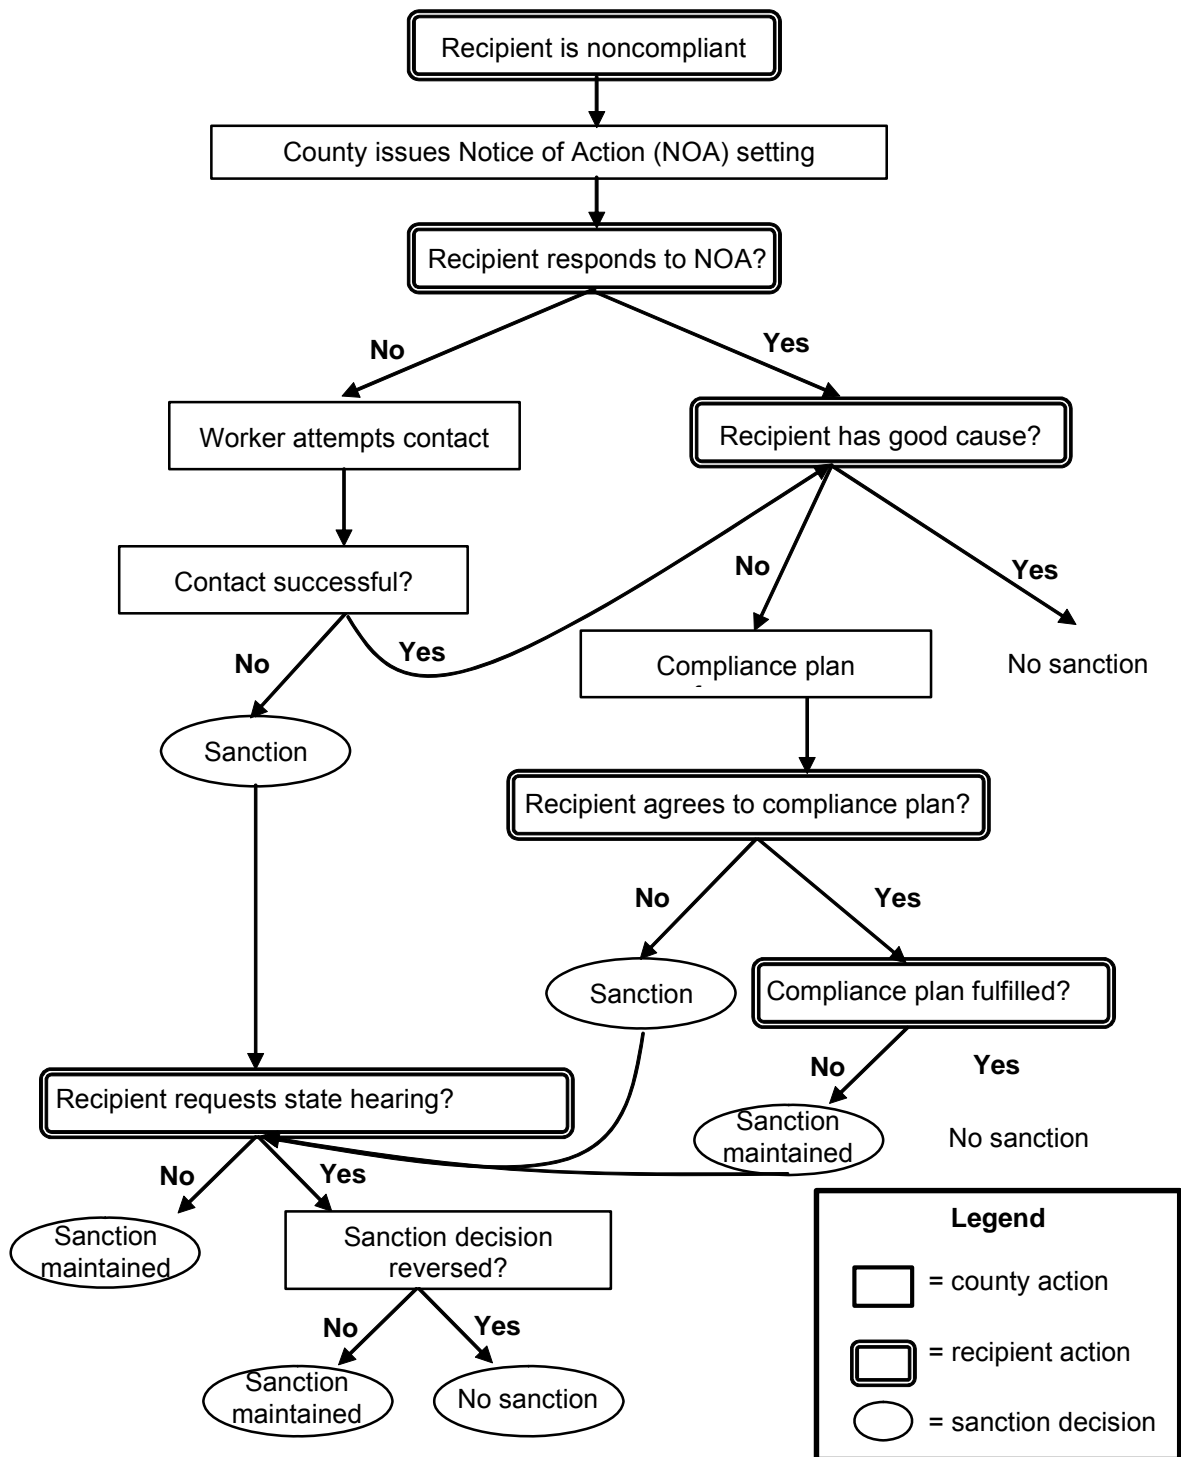 Recipient is noncompliant
County issues Notice of Action (NOA) setting
Recipient responds to NOA?
No
Yes
Worker attempts contact
Recipient has good cause?
Contact successful?
No
Yes
No
Yes
Compliance plan
No sanction
Sanction
Recipient agrees to compliance plan?
No
Yes
Sanction
Compliance plan fulfilled?
No
Yes
Sanction
maintained
No sanction
Recipient requests state hearing?
No
Yes
Sanction
maintained
Sanction decision
reversed?
No
Yes
Sanction
maintained
No sanction
Legend
= county action
= recipient action
= sanction decision